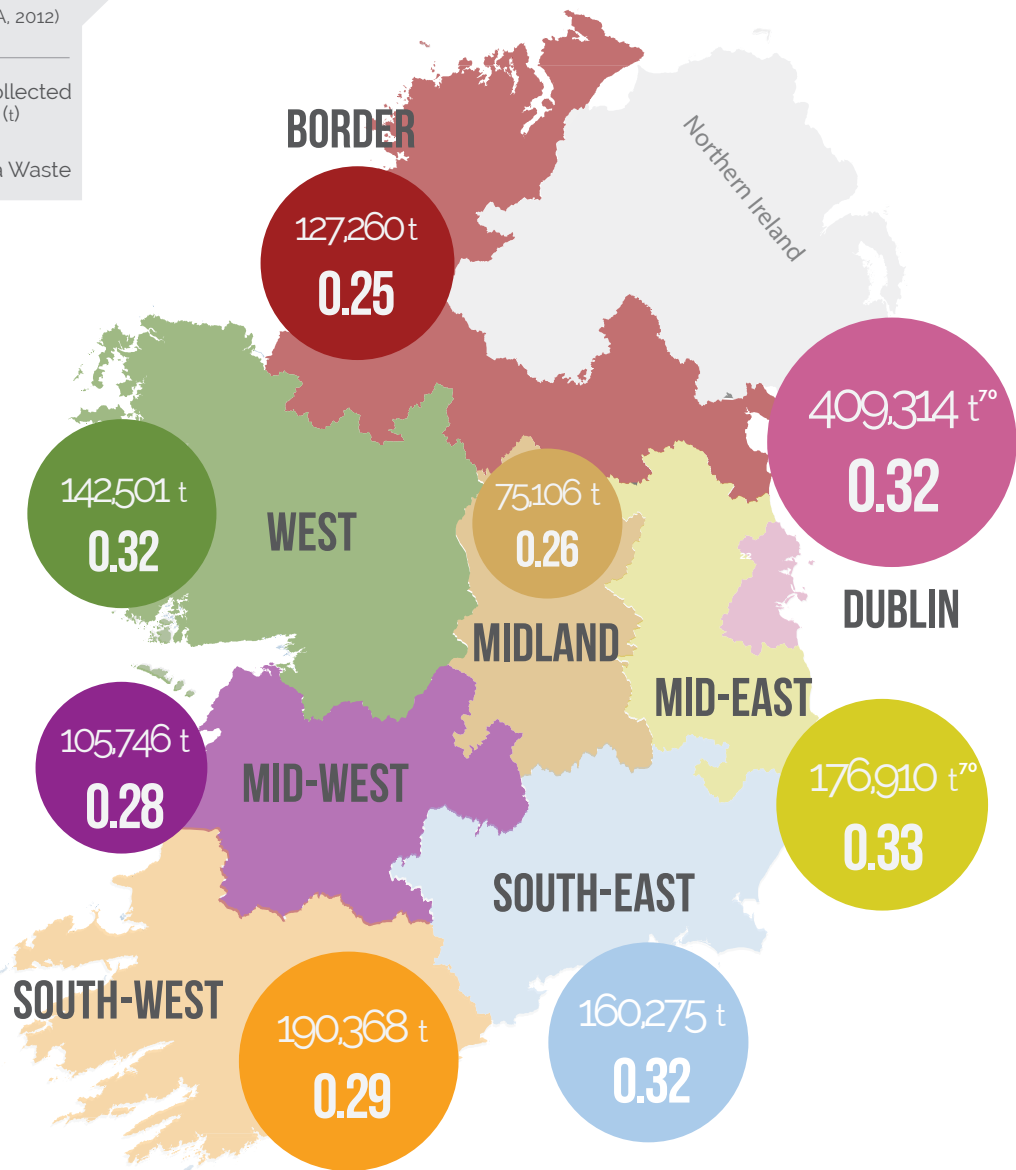 2012)
(t)
Waste
BORDER
Northern Ireland
127,260 t
0.25
409,314 t⁷⁰
0.32
142,501 t
0.32
WEST
75,106 t
0.26
22
DUBLIN
MIDLAND
MID-EAST
105,746 t
0.28
MID-WEST
176,910 t⁷⁰
0.33
SOUTH-EAST
SOUTH-WEST
190,368 t
0.29
160,275 t
0.32